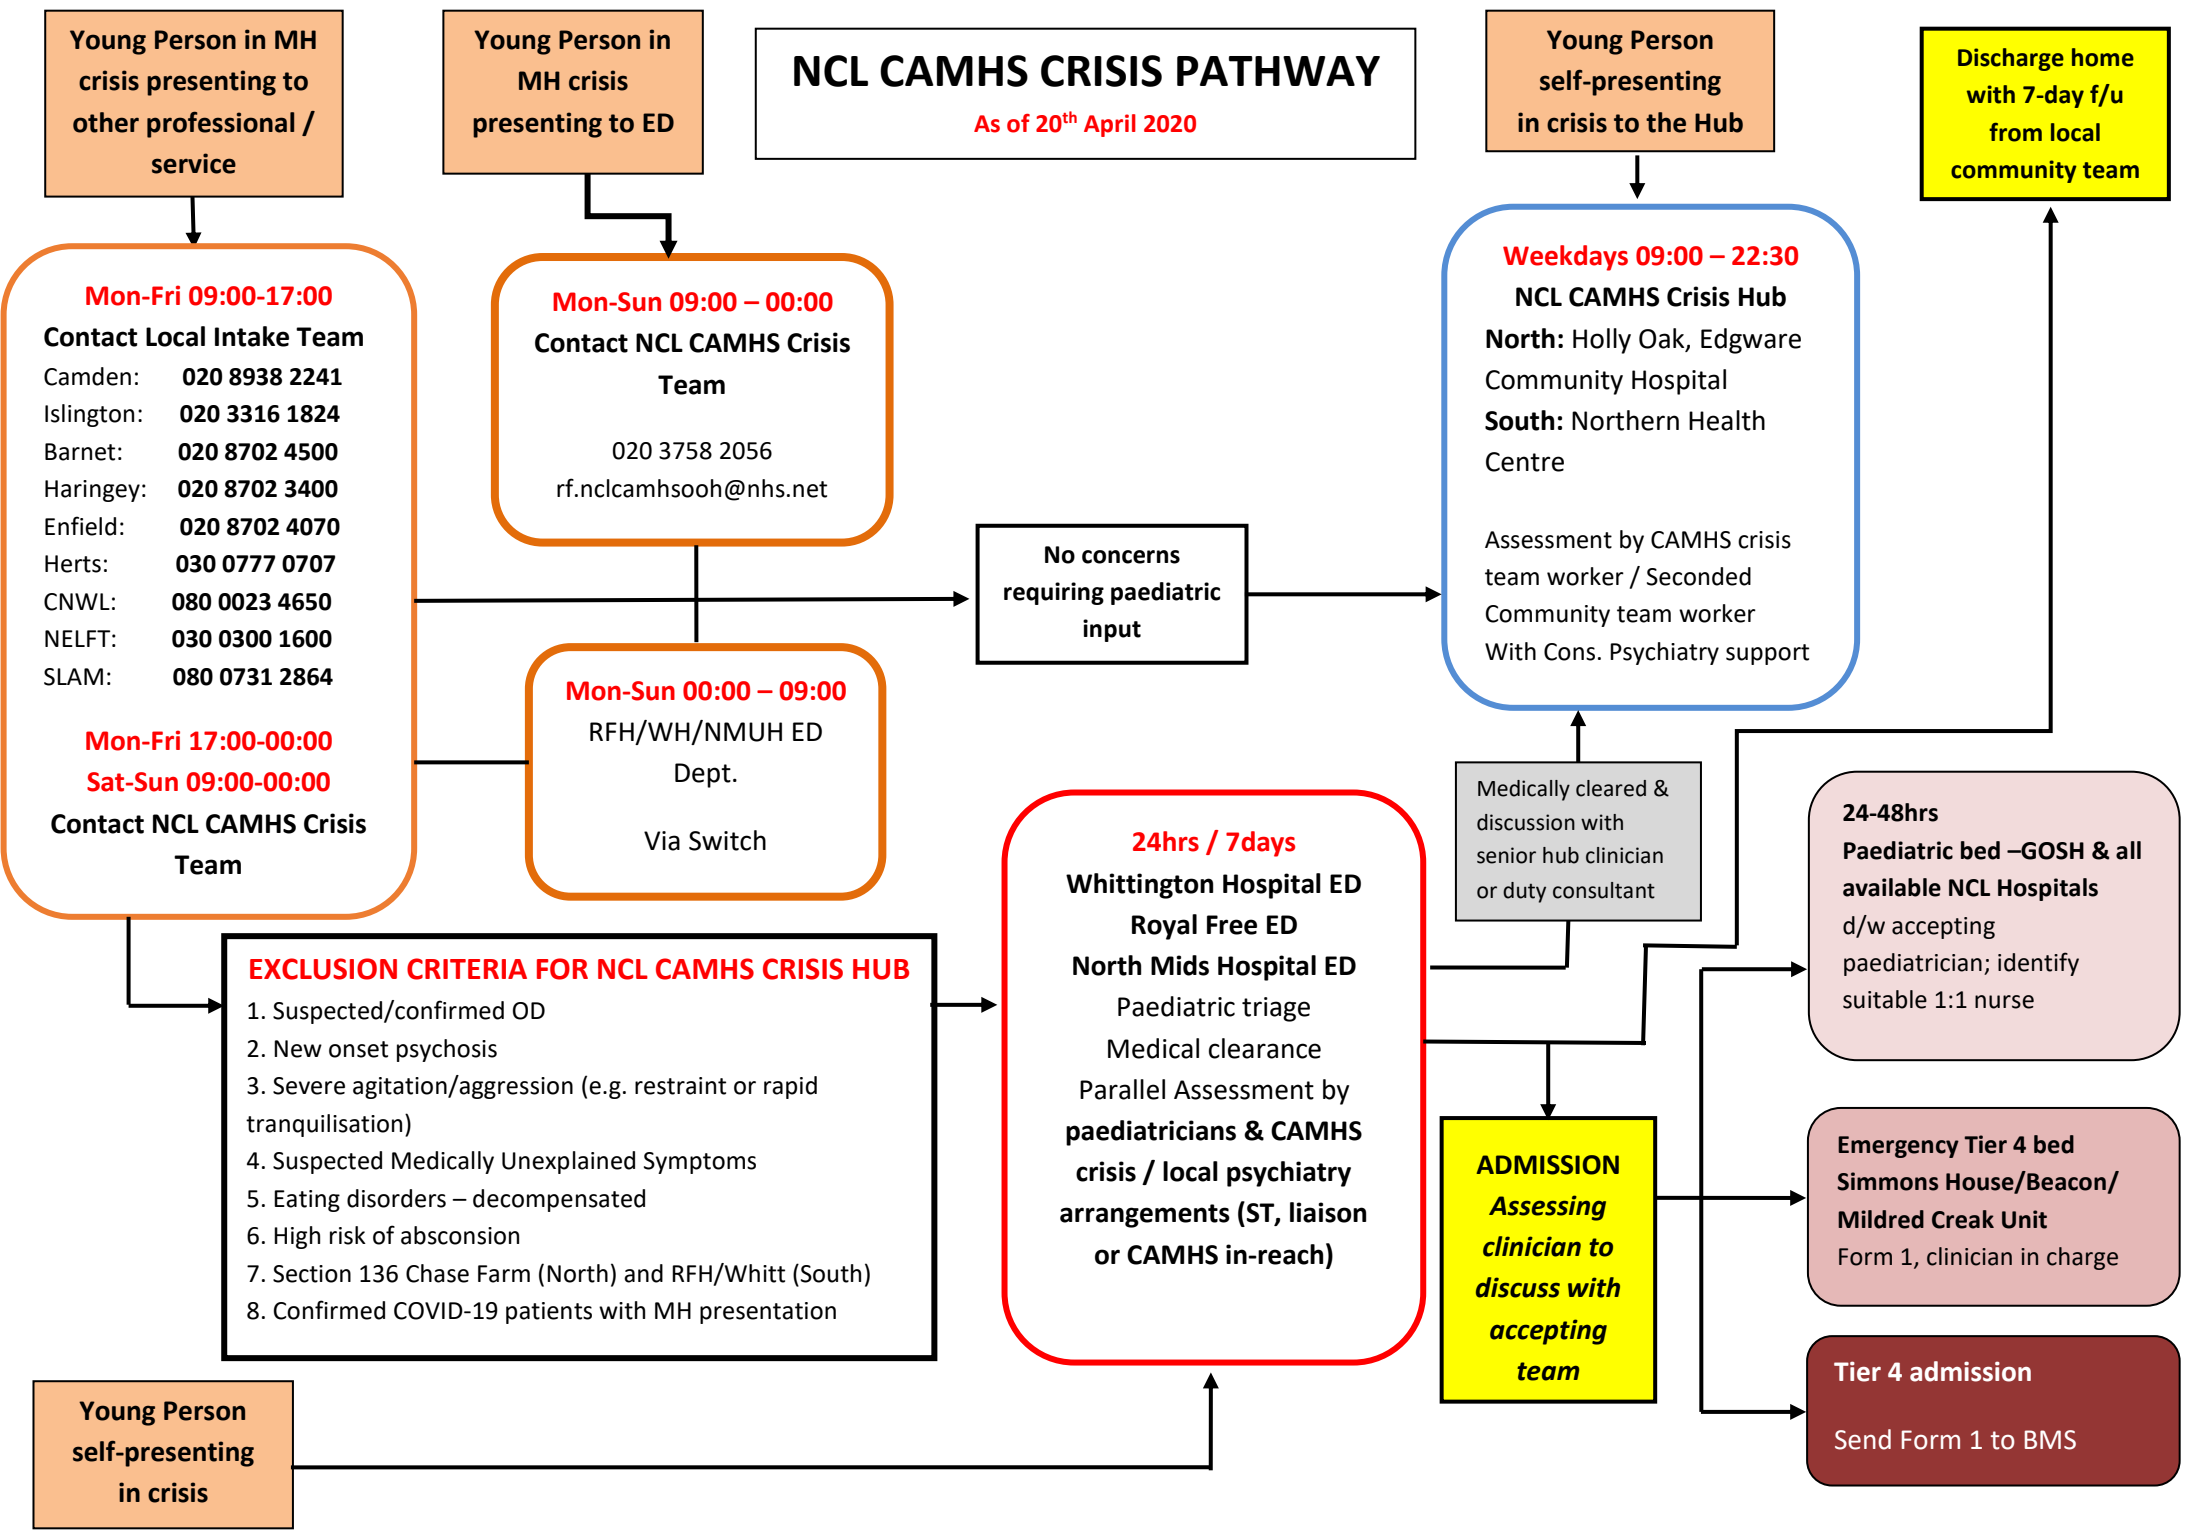 Young Person in MH
crisis presenting to
other professional /
service
Young Person in
MH crisis
presenting to ED
NCL CAMHS CRISIS PATHWAY
As of 20th April 2020
Young Person
self-presenting
in crisis to the Hub
Discharge home
with 7-day f/u
from local
community team
Mon-Fri 09:00-17:00
Contact Local Intake Team
Camden: 020 8938 2241
Islington: 020 3316 1824
Barnet: 020 8702 4500
Haringey: 020 8702 3400
Enfield: 020 8702 4070
Herts: 030 0777 0707
CNWL: 080 0023 4650
NELFT: 030 0300 1600
SLAM: 080 0731 2864
Mon-Fri 17:00-00:00
Sat-Sun 09:00-00:00
Contact NCL CAMHS Crisis
Team
Mon-Sun 09:00 – 00:00
Contact NCL CAMHS Crisis
Team
020 3758 2056
rf.nclcamhsooh@nhs.net
Mon-Sun 00:00 – 09:00
RFH/WH/NMUH ED
Dept.
Via Switch
No concerns
requiring paediatric
input
Weekdays 09:00 – 22:30
NCL CAMHS Crisis Hub
North: Holly Oak, Edgware
Community Hospital
South: Northern Health
Centre
Assessment by CAMHS crisis
team worker / Seconded
Community team worker
With Cons. Psychiatry support
Medically cleared &
discussion with
senior hub clinician
or duty consultant
EXCLUSION CRITERIA FOR NCL CAMHS CRISIS HUB
1. Suspected/confirmed OD
2. New onset psychosis
3. Severe agitation/aggression (e.g. restraint or rapid
tranquilisation)
4. Suspected Medically Unexplained Symptoms
5. Eating disorders – decompensated
6. High risk of absconsion
7. Section 136 Chase Farm (North) and RFH/Whitt (South)
8. Confirmed COVID-19 patients with MH presentation
24hrs / 7days
Whittington Hospital ED
Royal Free ED
North Mids Hospital ED
Paediatric triage
Medical clearance
Parallel Assessment by
paediatricians & CAMHS
crisis / local psychiatry
arrangements (ST, liaison
or CAMHS in-reach)
ADMISSION
Assessing
clinician to
discuss with
accepting
team
24-48hrs
Paediatric bed –GOSH & all
available NCL Hospitals
d/w accepting
paediatrician; identify
suitable 1:1 nurse
Emergency Tier 4 bed
Simmons House/Beacon/
Mildred Creak Unit
Form 1, clinician in charge
Tier 4 admission
Send Form 1 to BMS
Young Person
self-presenting
in crisis